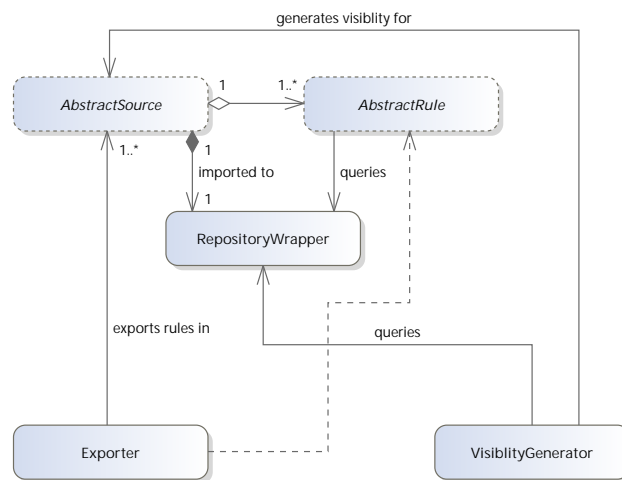 generates visiblity for
AbstractSource
1
1..*
AbstractRule
1..*
1
imported to
queries
1
RepositoryWrapper
exports rules in
queries
Exporter
VisiblityGenerator